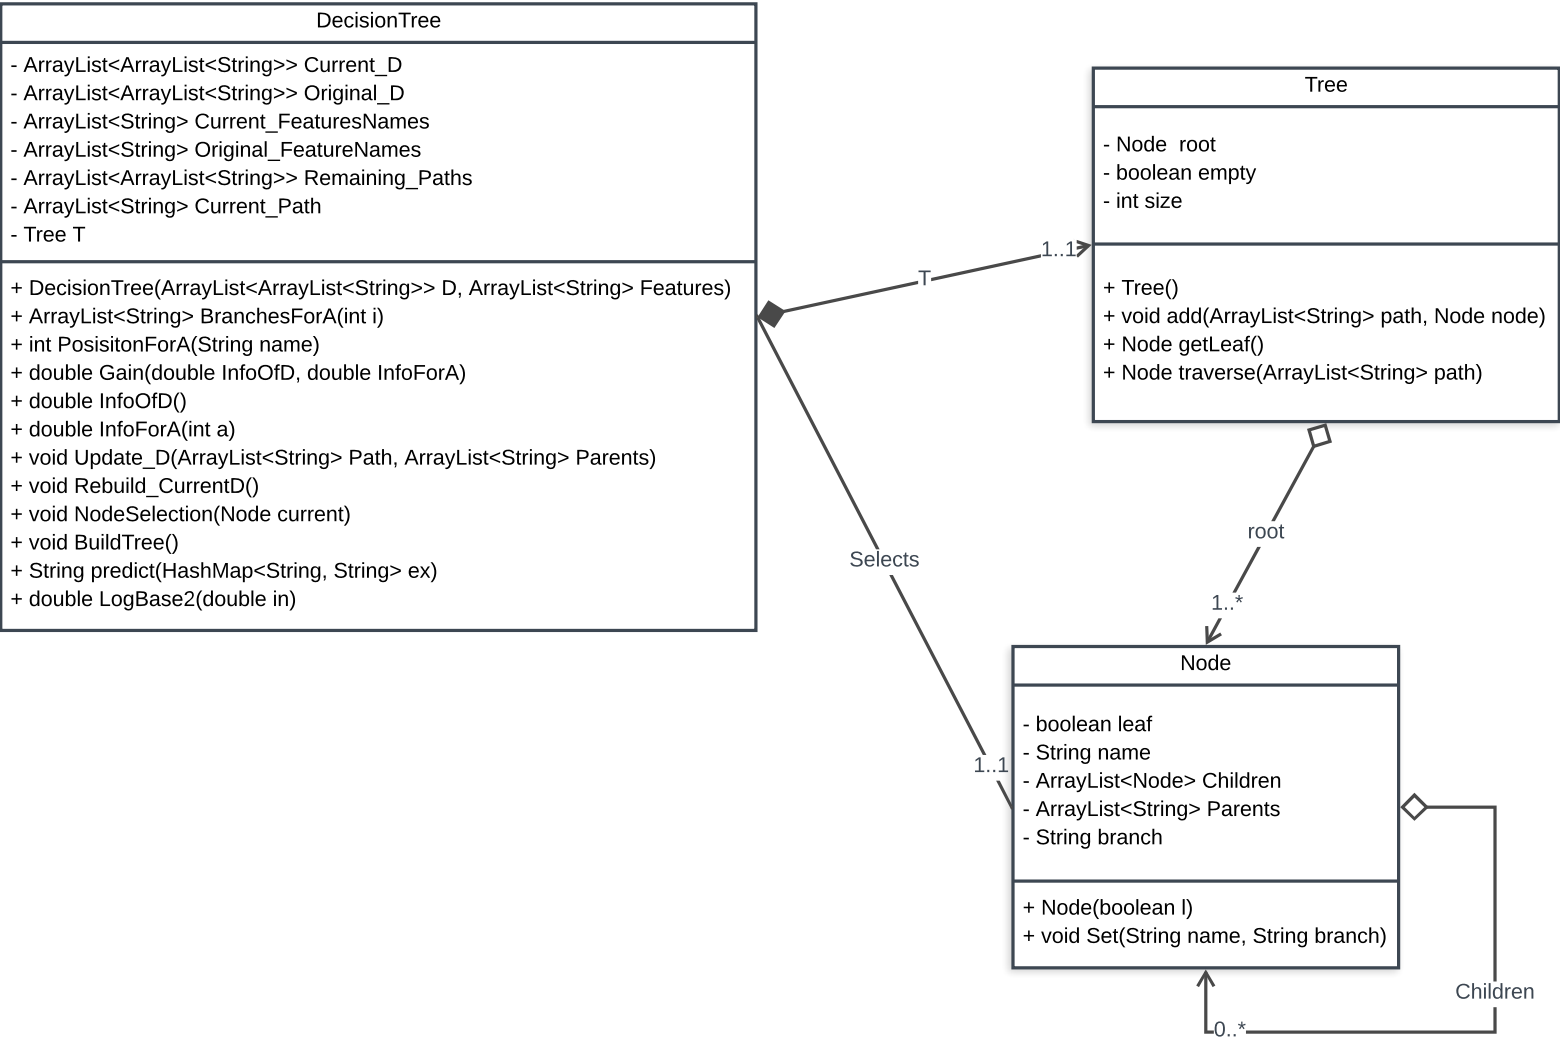 DecisionTree
- ArrayList<ArrayList<String>> Current_D
- ArrayList<ArrayList<String>> Original_D
- ArrayList<String> Current_FeaturesNames
- ArrayList<String> Original_FeatureNames
- ArrayList<ArrayList<String>> Remaining_Paths
- ArrayList<String> Current_Path
- Tree T
+ DecisionTree(ArrayList<ArrayList<String>> D, ArrayList<String> Features)
+ ArrayList<String> BranchesForA(int i)
+ int PosisitonForA(String name)
+ double Gain(double InfoOfD, double InfoForA)
+ double InfoOfD()
+ double InfoForA(int a)
+ void Update_D(ArrayList<String> Path, ArrayList<String> Parents)
+ void Rebuild_CurrentD()
+ void NodeSelection(Node current)
+ void BuildTree()
+ String predict(HashMap<String, String> ex)
+ double LogBase2(double in)
T
1..1
Tree
- Node  root
- boolean empty
- int size
+ Tree()
+ void add(ArrayList<String> path, Node node)
+ Node getLeaf()
+ Node traverse(ArrayList<String> path)
Selects
1..1
root
1..*
Node
- boolean leaf
- String name
- ArrayList<Node> Children
- ArrayList<String> Parents
- String branch
+ Node(boolean l)
+ void Set(String name, String branch)
Children
0..*